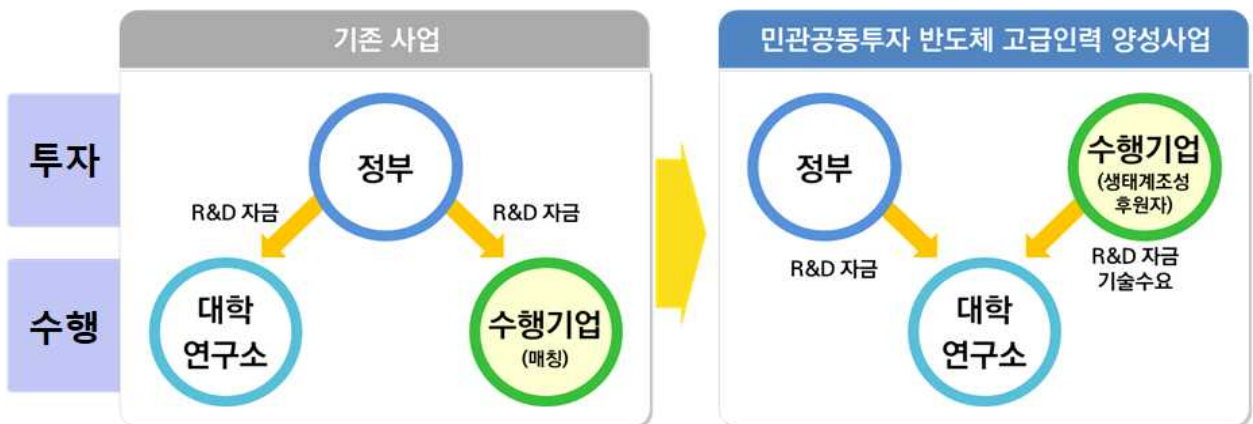 기존 사업
민관공동투자 반도체 고급인력 양성사업
투자
정부
R&D 자금
R&D 자금
정부
수행기업
(생태계조성
후원자)
R&D 자금
R&D 자금
기술수요
수행
대학
연구소
수행기업
(매칭)
대학
연구소